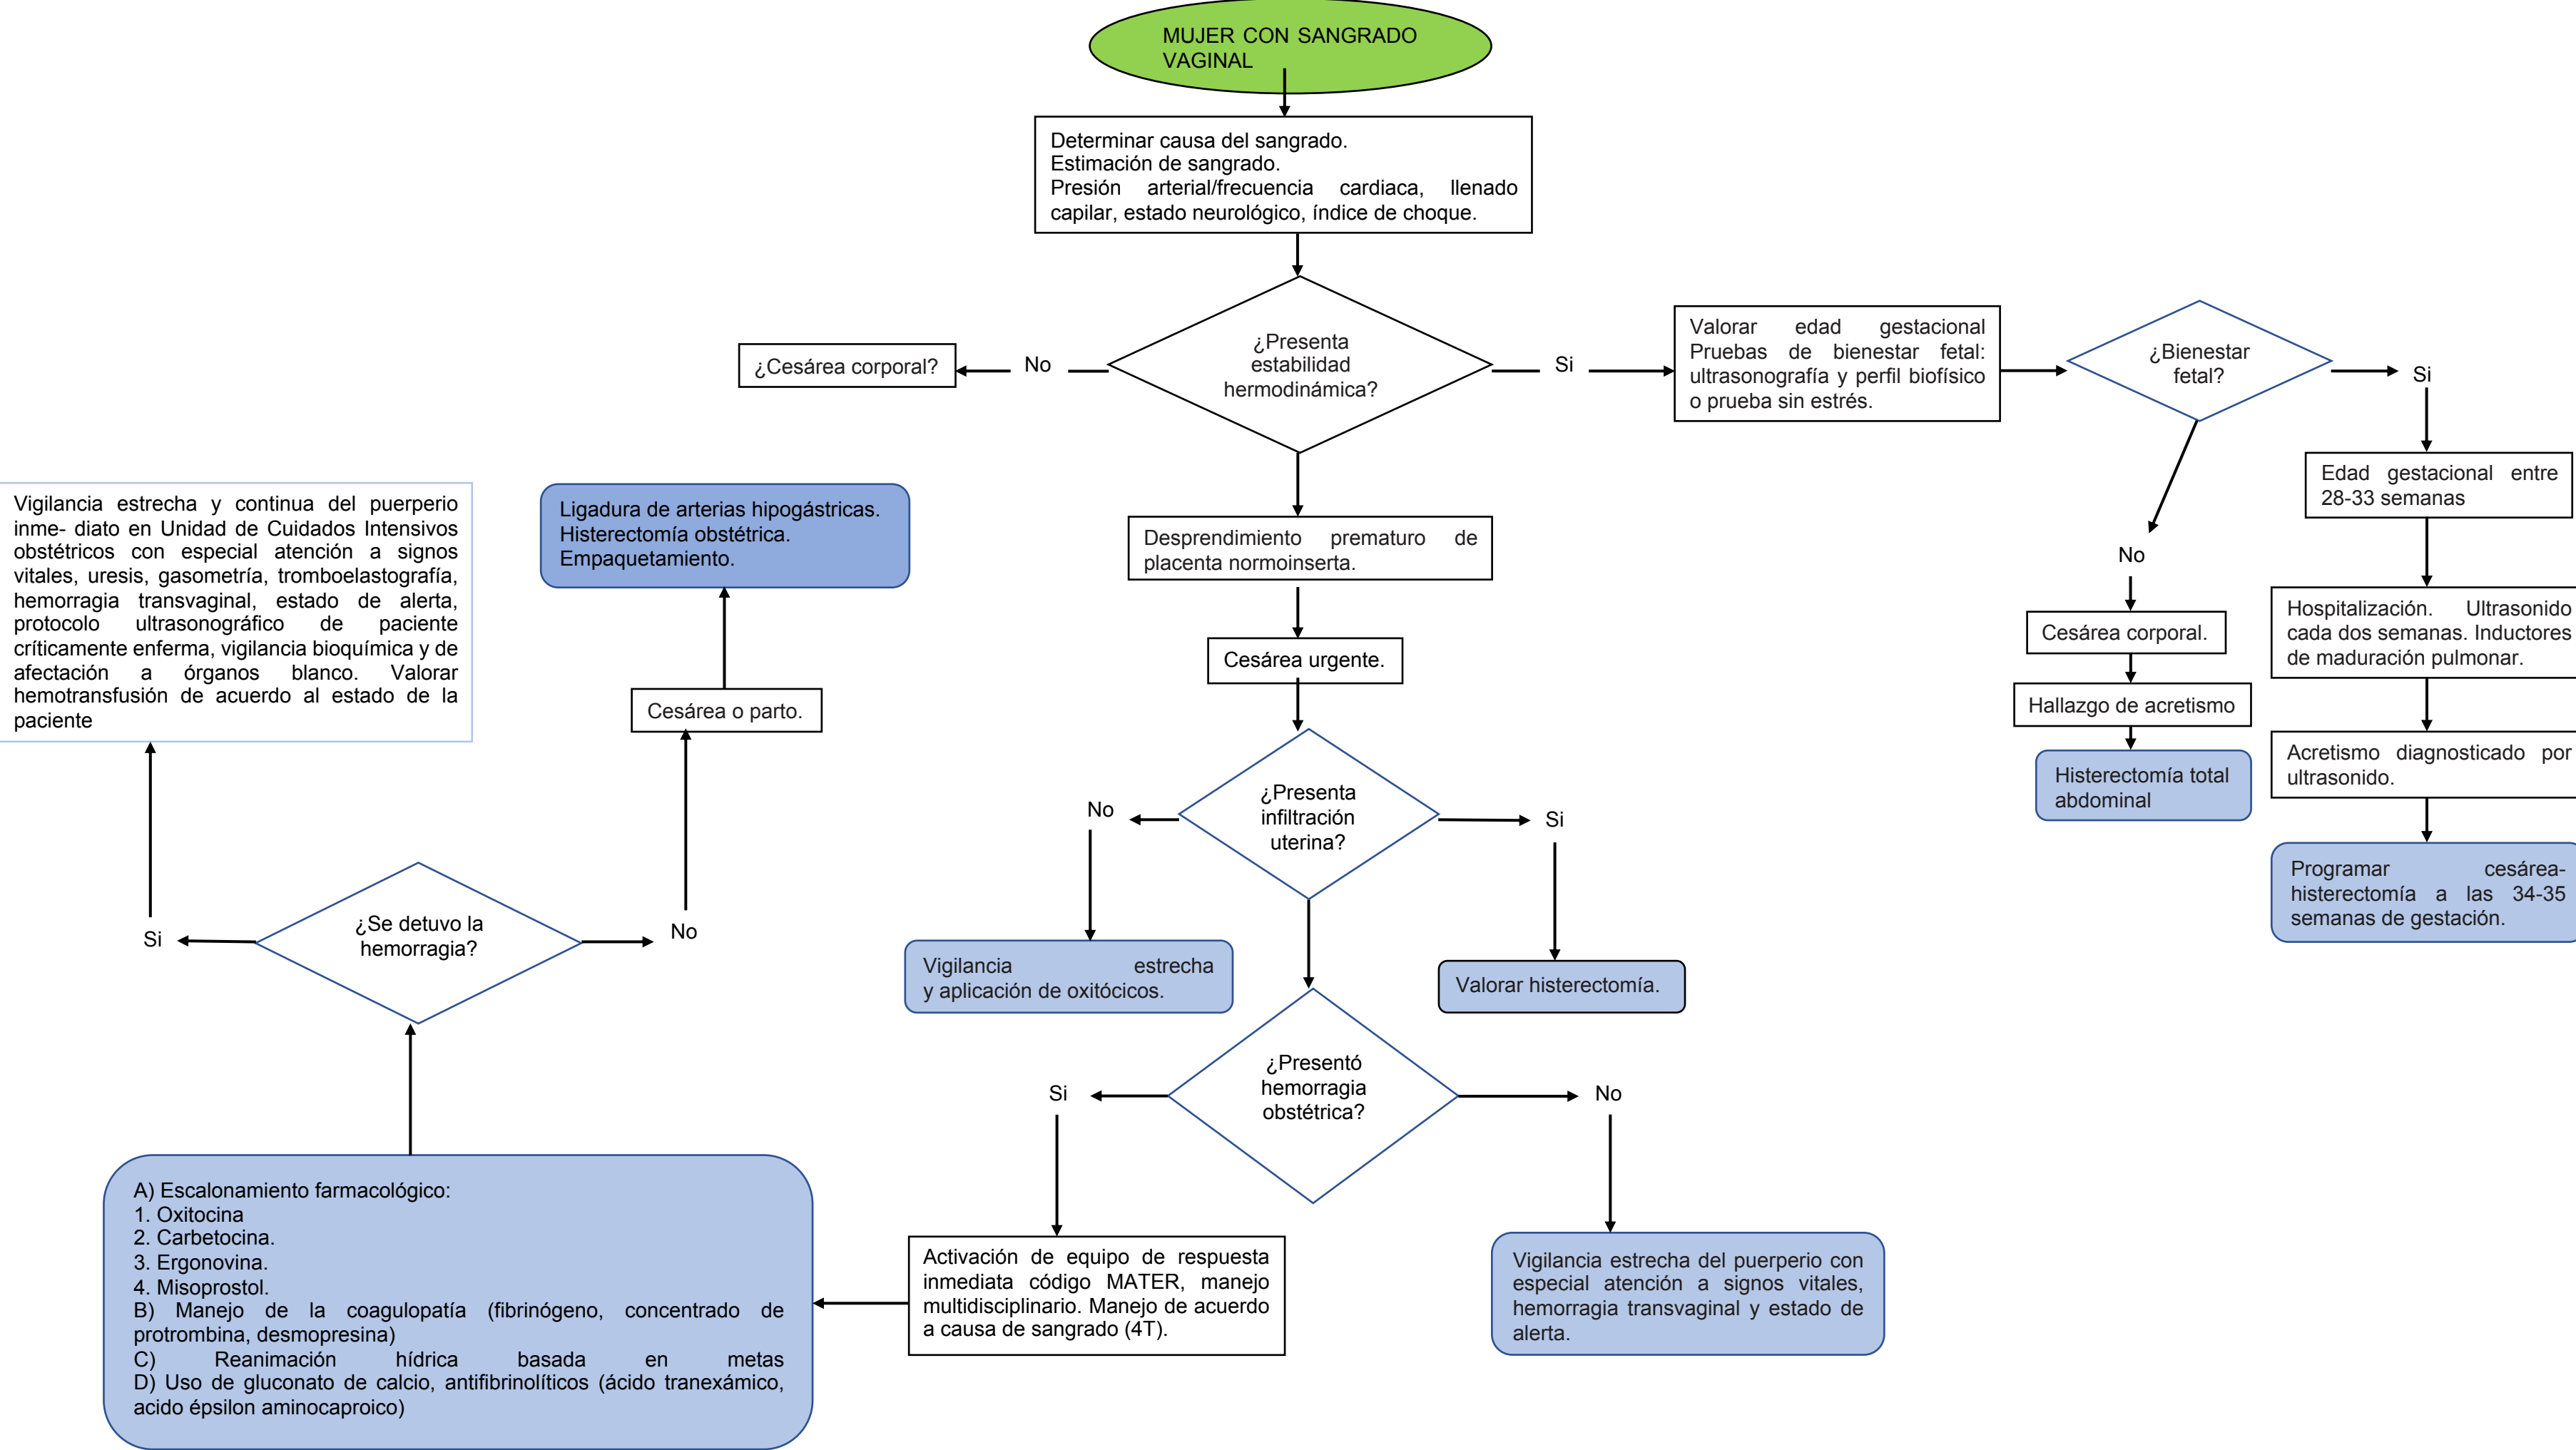 MUJER CON SANGRADO
VAGINAL
Determinar causa del sangrado.
Estimación de sangrado.
Presión arterial/frecuencia cardiaca, llenado
capilar, estado neurológico, índice de choque.
¿Presenta
estabilidad
hermodinámica?
No
¿Cesárea corporal?
Si
Valorar edad gestacional
Pruebas de bienestar fetal:
ultrasonografía y perfil biofísico
o prueba sin estrés.
¿Bienestar
fetal?
Si
Edad gestacional entre
28-33 semanas
Hospitalización. Ultrasonido
cada dos semanas. Inductores
de maduración pulmonar.
Acretismo diagnosticado por
ultrasonido.
Programar cesárea-
histerectomía a las 34-35
semanas de gestación.
No
Cesárea corporal.
Hallazgo de acretismo
Histerectomía total
abdominal
Desprendimiento prematuro de
placenta normoinserta.
Cesárea urgente.
¿Presenta
infiltración
uterina?
No
Vigilancia estrecha
y aplicación de oxitócicos.
Si
Valorar histerectomía.
¿Presentó
hemorragia
obstétrica?
No
Vigilancia estrecha del puerperio con
especial atención a signos vitales,
hemorragia transvaginal y estado de
alerta.
Si
Activación de equipo de respuesta
inmediata código MATER, manejo
multidisciplinario. Manejo de acuerdo
a causa de sangrado (4T).
A) Escalonamiento farmacológico:
1. Oxitocina
2. Carbetocina.
3. Ergonovina.
4. Misoprostol.
B) Manejo de la coagulopatía (fibrinógeno, concentrado de
protrombina, desmopresina)
C) Reanimación hídrica basada en metas
D) Uso de gluconato de calcio, antifibrinolíticos (ácido tranexámico,
acido épsilon aminocaproico)
¿Se detuvo la
hemorragia?
No
Cesárea o parto.
Ligadura de arterias hipogástricas.
Histerectomía obstétrica.
Empaquetamiento.
Si
Vigilancia estrecha y continua del puerperio
inme- diato en Unidad de Cuidados Intensivos
obstétricos con especial atención a signos
vitales, uresis, gasometría, tromboelastografía,
hemorragia transvaginal, estado de alerta,
protocolo ultrasonográfico de paciente
críticamente enferma, vigilancia bioquímica y de
afectación a órganos blanco. Valorar
hemotransfusión de acuerdo al estado de la
paciente